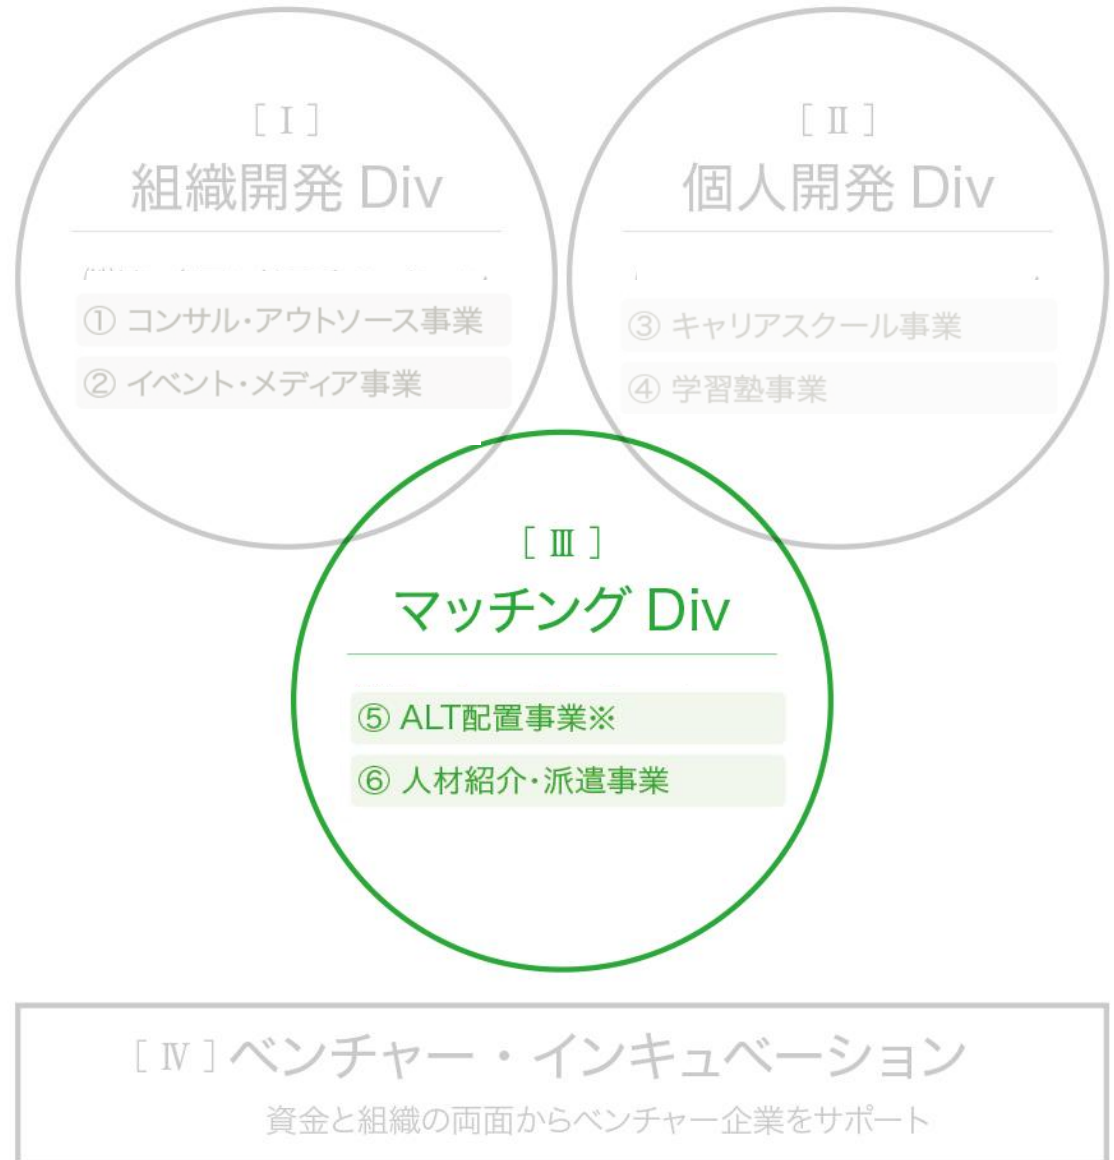 [ Ⅰ ]
組織開発 Div
① コンサル・アウトソース事業
② イベント・メディア事業
[ Ⅱ ]
個人開発 Div
③ キャリアスクール事業
④ 学習塾事業
[ Ⅲ ]
マッチング Div
⑤ ALT配置事業※
⑥ 人材紹介・派遣事業
[ Ⅳ ] ベンチャー・インキュベーション
資金と組織の両面からベンチャー企業をサポート